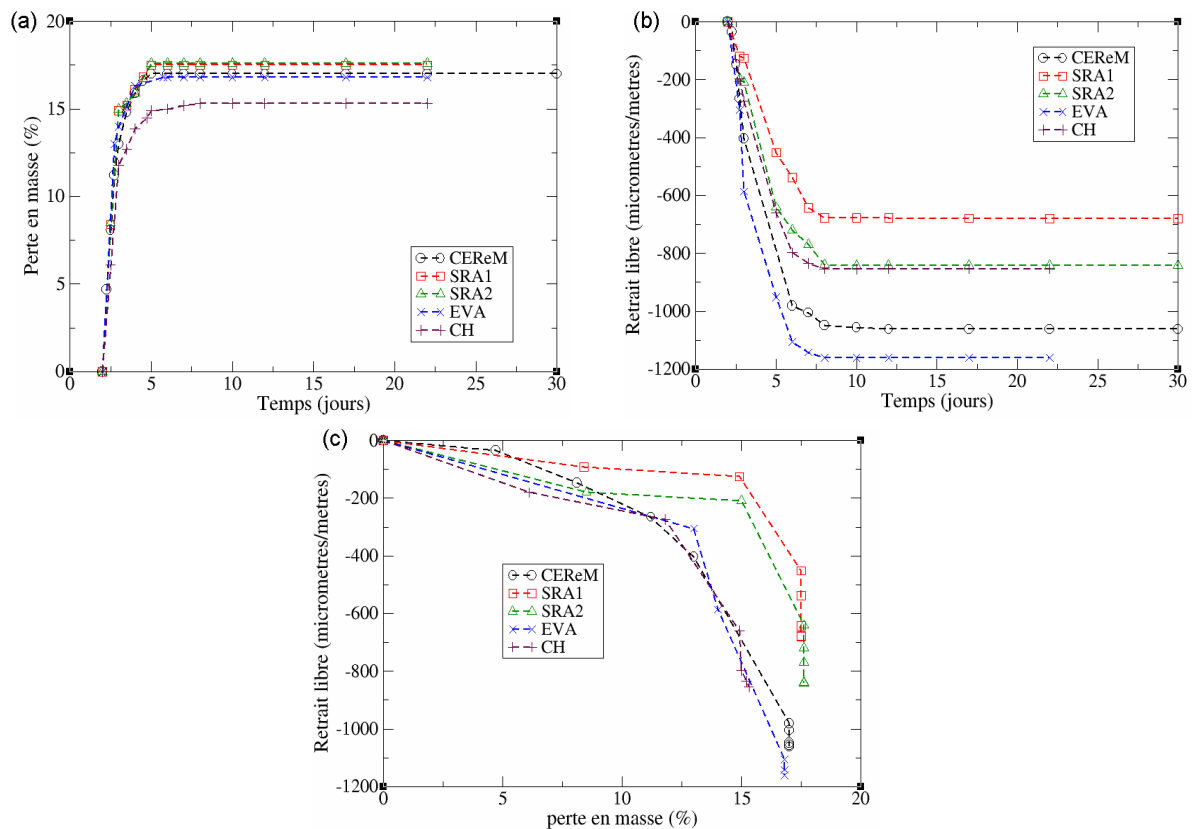 (a)
20
15
10
5
0
Perte en masse (%)
CEReM
SRA1
SRA2
EVA
CH
0
5
10
15
20
25
30
Temps (jours)
(b)
0
-200
-400
-600
-800
-1000
-1200
Retrait libre (micrometres/metres)
CEReM
SRA1
SRA2
EVA
CH
0
5
10
15
20
25
30
Temps (jours)
(c)
0
-200
-400
-600
-800
-1000
-1200
Retrait libre (micrometres/metres)
CEReM
SRA1
SRA2
EVA
CH
0
5
10
15
20
perte en masse (%)